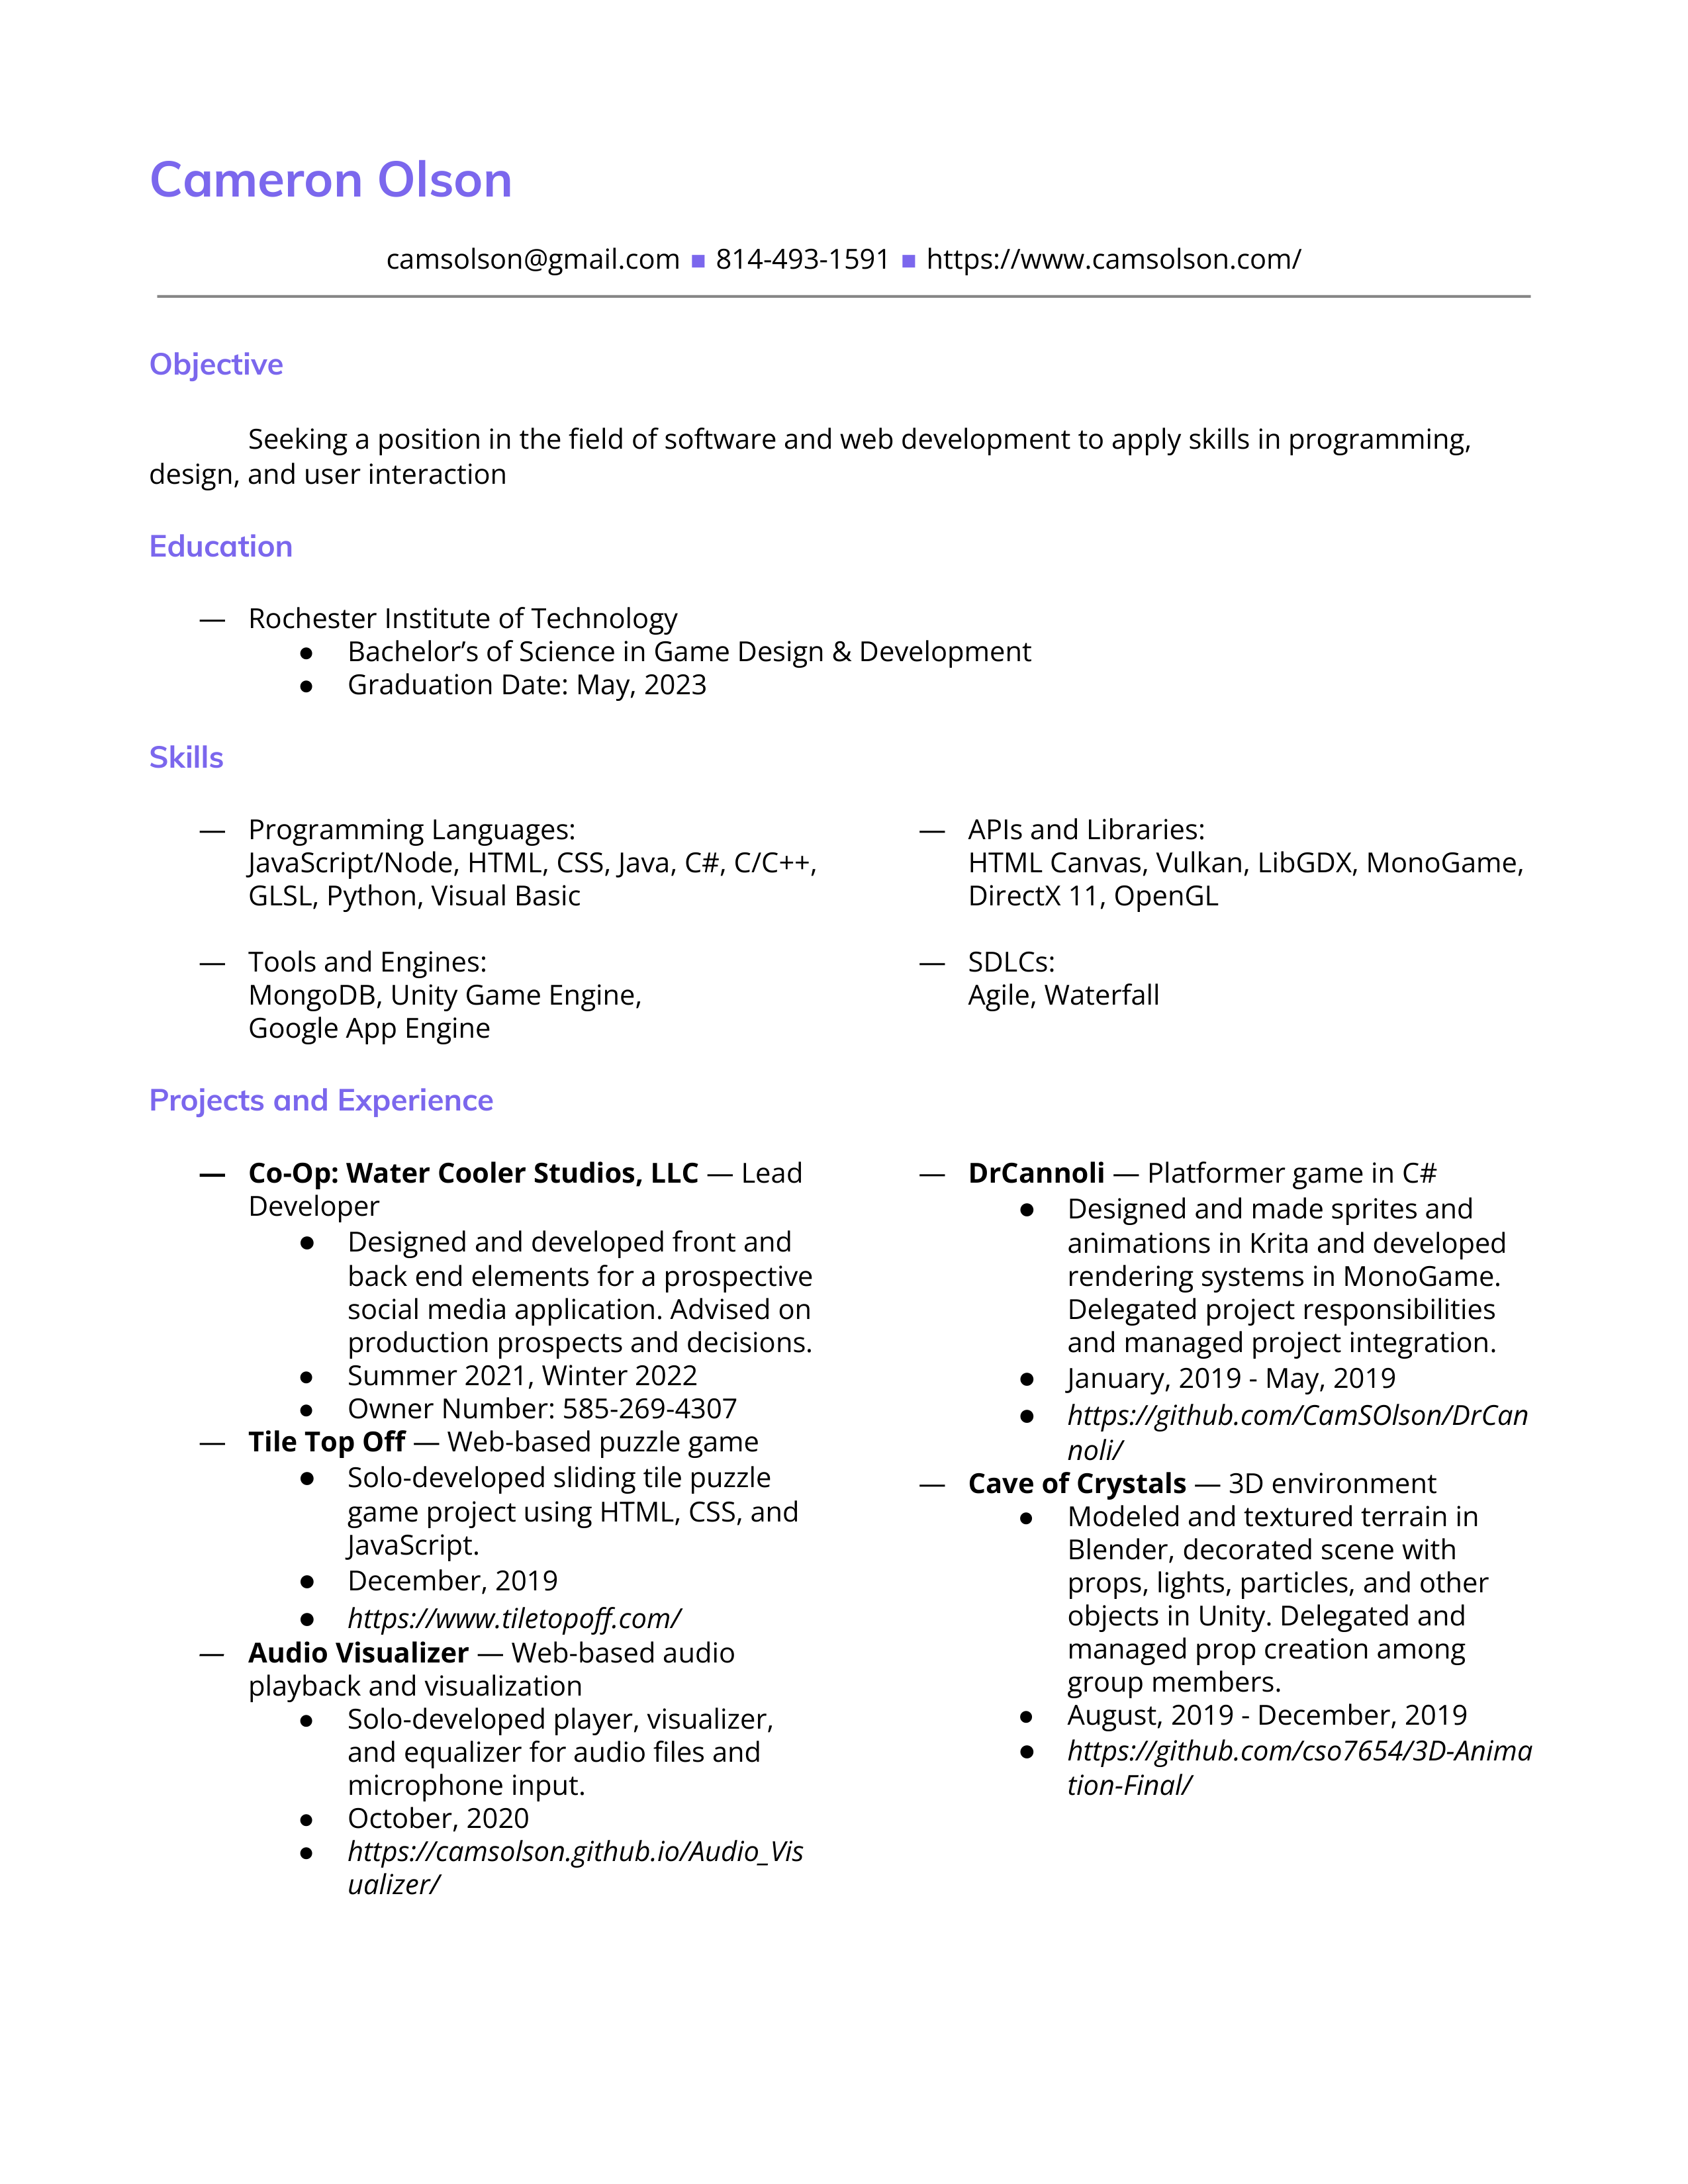 Cameron Olson
camsolson@gmail.com ■ 814-493-1591 ■ https://www.camsolson.com/
Objective
Seeking a position in the field of software and web development to apply skills in programming,
design, and user interaction
Education
— Rochester Institute of Technology
● Bachelor’s of Science in Game Design & Development
● Graduation Date: May, 2023
Skills
— Programming Languages:
JavaScript/Node, HTML, CSS, Java, C#, C/C++,
GLSL, Python, Visual Basic
— Tools and Engines:
MongoDB, Unity Game Engine,
Google App Engine
— APIs and Libraries:
HTML Canvas, Vulkan, LibGDX, MonoGame,
DirectX 11, OpenGL
— SDLCs:
Agile, Waterfall
Projects and Experience
— Co-Op: Water Cooler Studios, LLC — Lead
Developer
● Designed and developed front and
back end elements for a prospective
social media application. Advised on
production prospects and decisions.
● Summer 2021, Winter 2022
● Owner Number: 585-269-4307
— Tile Top Off — Web-based puzzle game
● Solo-developed sliding tile puzzle
game project using HTML, CSS, and
JavaScript.
● December, 2019
● https://www.tiletopoff.com/
— Audio Visualizer — Web-based audio
playback and visualization
● Solo-developed player, visualizer,
and equalizer for audio files and
microphone input.
● October, 2020
● https://camsolson.github.io/Audio_Vis
ualizer/
— DrCannoli — Platformer game in C#
● Designed and made sprites and
animations in Krita and developed
rendering systems in MonoGame.
Delegated project responsibilities
and managed project integration.
● January, 2019 - May, 2019
● https://github.com/CamSOlson/DrCan
noli/
— Cave of Crystals — 3D environment
● Modeled and textured terrain in
Blender, decorated scene with
props, lights, particles, and other
objects in Unity. Delegated and
managed prop creation among
group members.
● August, 2019 - December, 2019
● https://github.com/cso7654/3D-Anima
tion-Final/